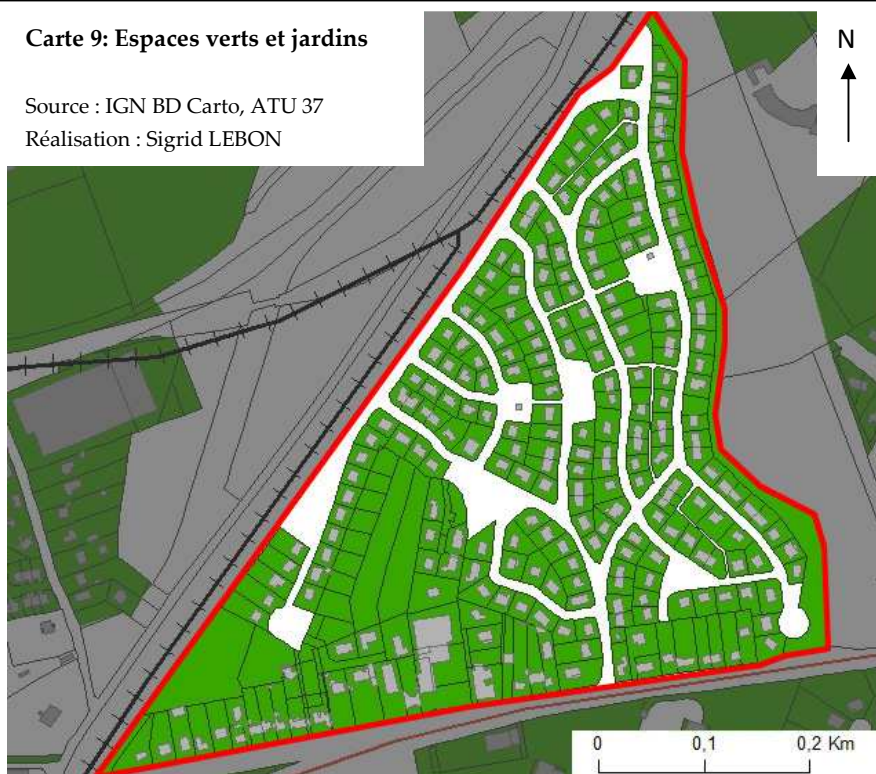 Carte 9: Espaces verts et jardins
Source : IGN BD Carto, ATU 37
Réalisation : Sigrid LEBON
N
0 0,1 0,2 Km